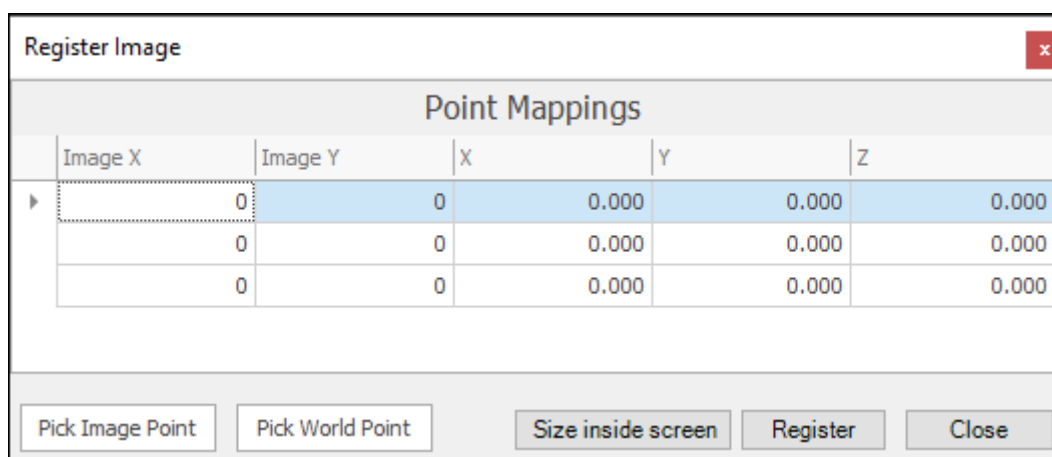 Register Image
x
Point Mappings
Image X Image Y X Y Z
0 0 0.000 0.000 0.000
0 0 0.000 0.000 0.000
0 0 0.000 0.000 0.000
Pick Image Point Pick World Point Size inside screen Register Close